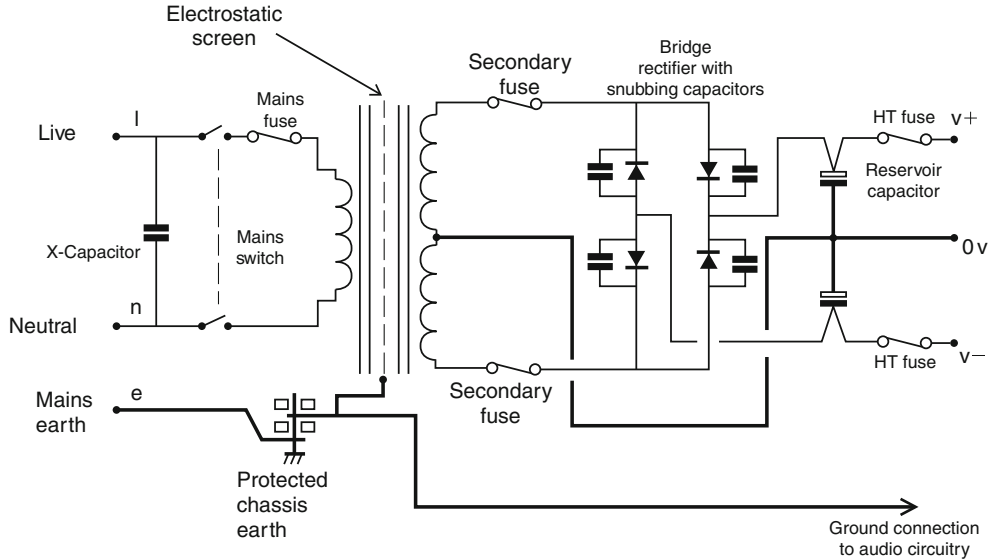 Electrostatic
screen
Secondary
fuse
Bridge
rectifier with
snubbing capacitors
Mains
fuse
HT fuse
v+
Live
l
Reservoir
capacitor
X-Capacitor
Mains
switch
0v
n
Neutral
HT fuse
v−
Secondary
fuse
Mains
earth
e
Protected
chassis
earth
Ground connection
to audio circuitry